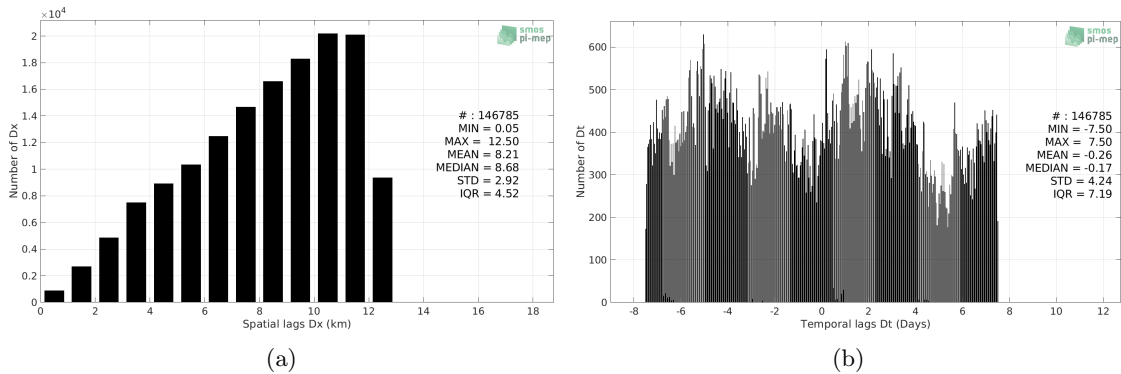 ×10⁴
2
1.8
1.6
1.4
1.2
1
0.8
0.6
0.4
0.2
0
Number of Dx
0 2 4 6 8 10 12 14 16 18
Spatial lags Dx (km)
smos
pi-mep
# : 146785
MIN = 0.05
MAX = 12.50
MEAN = 8.21
MEDIAN = 8.68
STD = 2.92
IQR = 4.52
(a)
600
500
400
300
200
100
0
Number of Dt
-8 -6 -4 -2 0 2 4 6 8 10 12
Temporal lags Dt (Days)
smos
pi-mep
# : 146785
MIN = -7.50
MAX = 7.50
MEAN = -0.26
MEDIAN = -0.17
STD = 4.24
IQR = 7.19
(b)